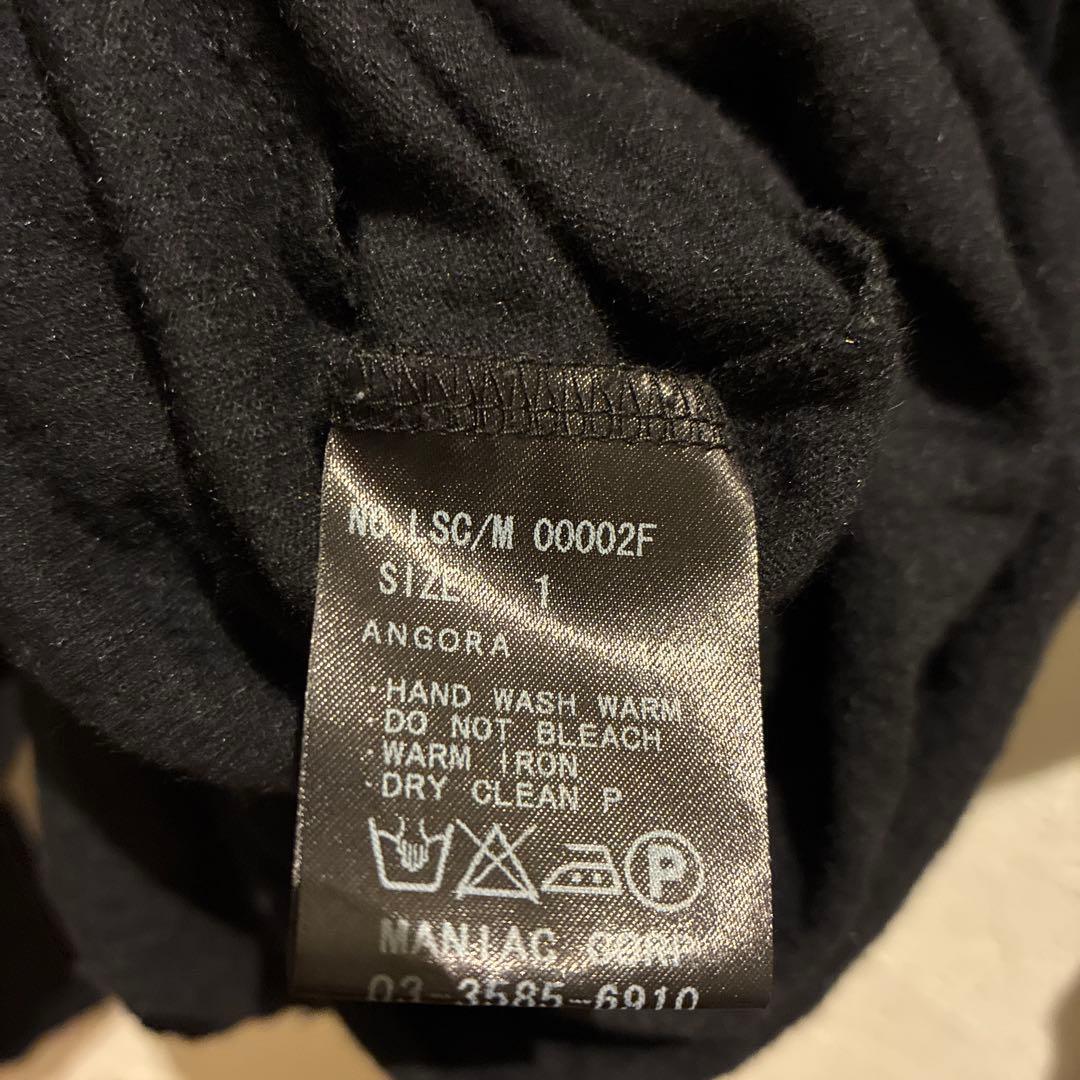 NO.LSC/M 00002F
SIZE 1
ANGORA
・HAND WASH WARM
・DO NOT BLEACH
・WARM IRON
・DRY CLEAN P
P
MANIAC CORP
03-3585-6910